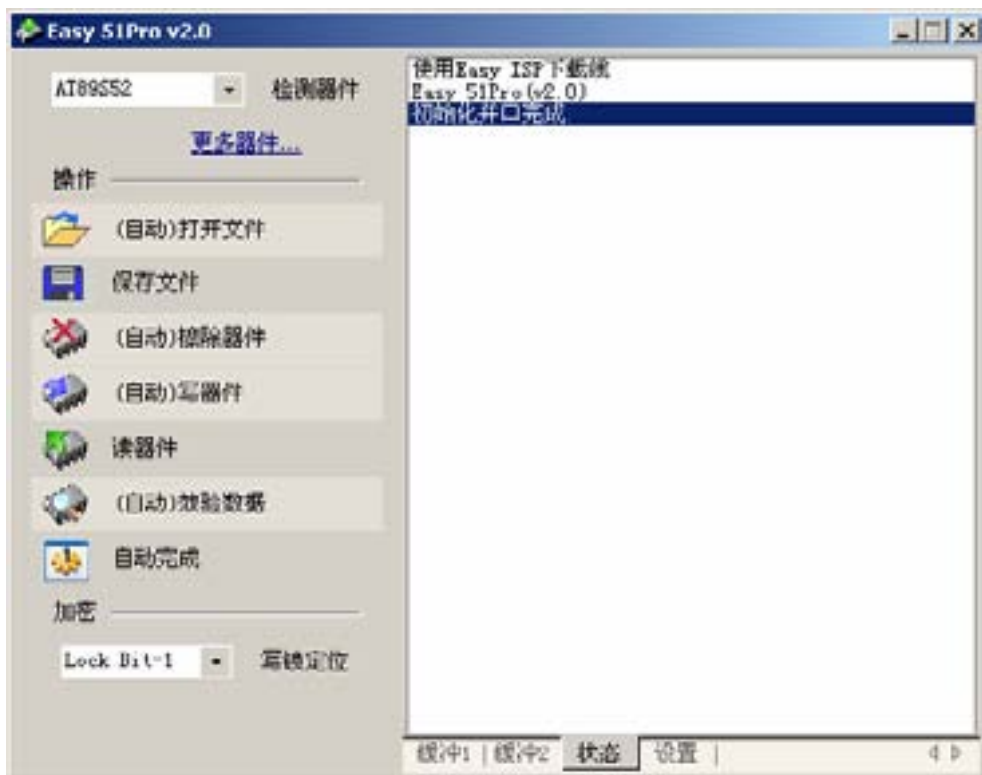 Easy 51Pro v2.0
AT89S52
检测器件
更多器件...
操作
(自动)打开文件
保存文件
(自动)擦除器件
(自动)写器件
读器件
(自动)效验数据
自动完成
加密
Lock Bit-1
写锁定位
使用Easy ISP下载线
Easy 51Pro(v2.0)
初始化并口完成
缓冲1
缓冲2
状态
设置